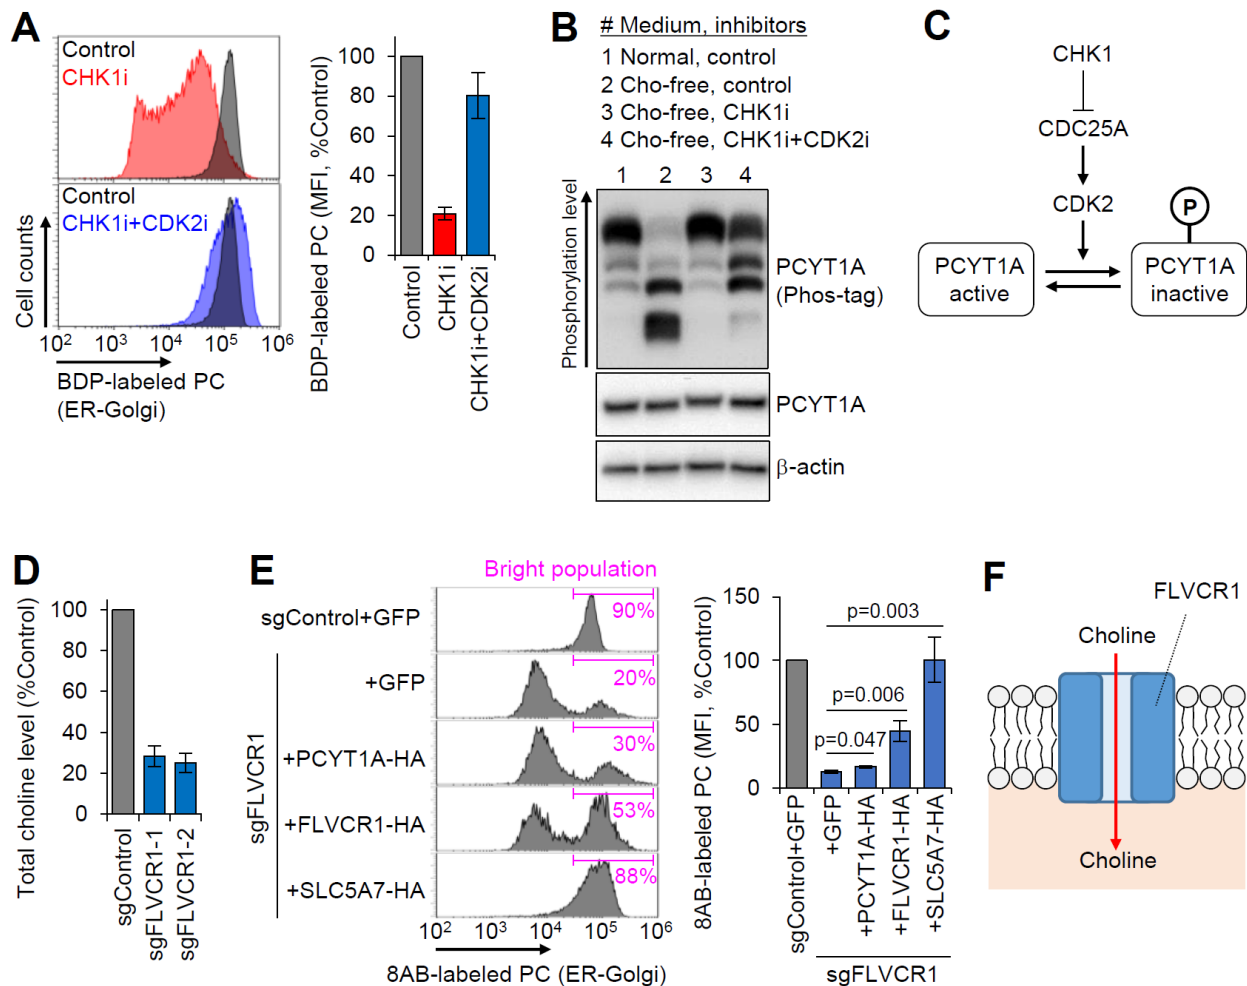 A
Control
CHK1i
Control
CHK1i+CDK2i
Cell counts
10² 10³ 10⁴ 10⁵ 10⁶
BDP-labeled PC
(ER-Golgi)
BDP-labeled PC (MFI, %Control)
100
80
60
40
20
0
Control
CHK1i
CHK1i+CDK2i
B
# Medium, inhibitors
1 Normal, control
2 Cho-free, control
3 Cho-free, CHK1i
4 Cho-free, CHK1i+CDK2i
1 2 3 4
Phosphorylation level
PCYT1A
(Phos-tag)
PCYT1A
β-actin
C
CHK1
CDC25A
CDK2
P
PCYT1A
active
PCYT1A
inactive
D
Total choline level (%Control)
100
80
60
40
20
0
sgControl
sgFLVCR1-1
sgFLVCR1-2
E
Bright population
sgControl+GFP
90%
sgFLVCR1
+GFP
20%
+PCYT1A-HA
30%
+FLVCR1-HA
53%
+SLC5A7-HA
88%
10² 10³ 10⁴ 10⁵ 10⁶
8AB-labeled PC (ER-Golgi)
8AB-labeled PC (MFI, %Control)
150
100
50
0
p=0.003
p=0.006
p=0.047
sgControl+GFP
+GFP
+PCYT1A-HA
+FLVCR1-HA
+SLC5A7-HA
sgFLVCR1
F
FLVCR1
Choline
Choline